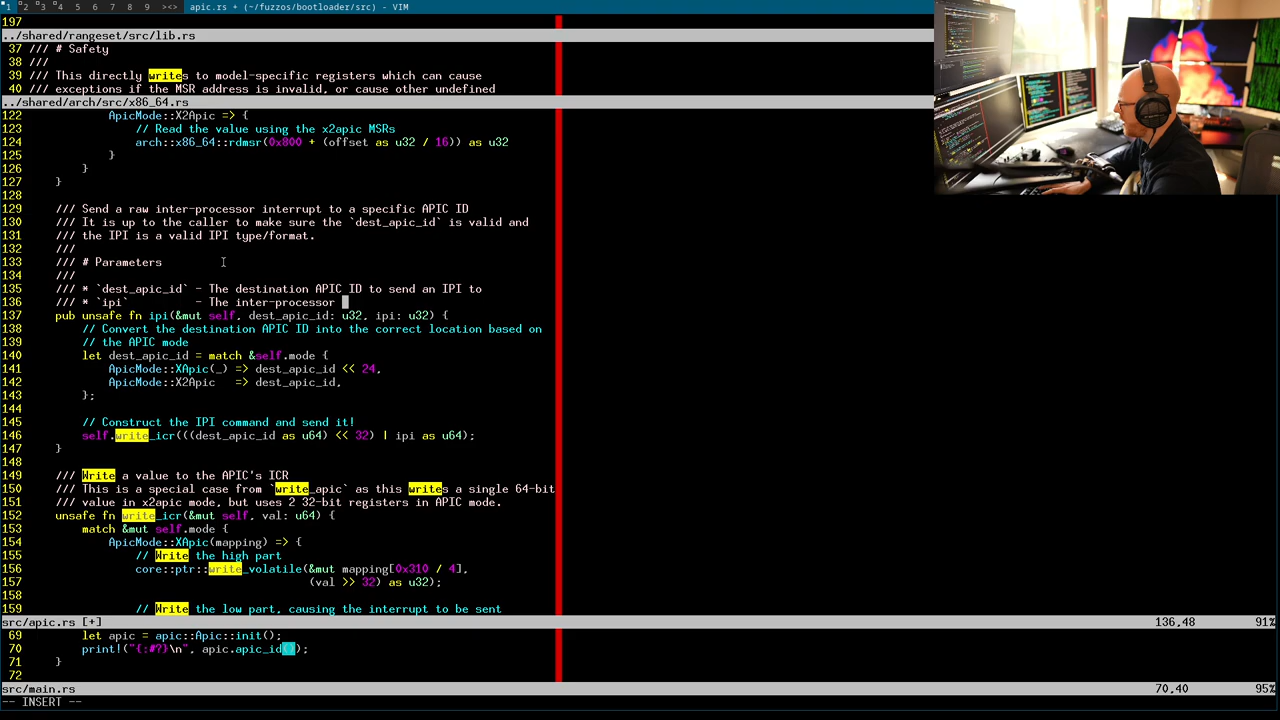 1 2 3 4 5 6 7 8 9 ><> apic.rs + (~/fuzzos/bootloader/src) - VIM
197
../shared/rangeset/src/lib.rs
37 /// # Safety
38 ///
39 /// This directly writes to model-specific registers which can cause
40 /// exceptions if the MSR address is invalid, or cause other undefined
../shared/arch/src/x86_64.rs
122 ApicMode::X2Apic => {
123 // Read the value using the x2apic MSRs
124 arch::x86_64::rdmsr(0x800 + (offset as u32 / 16)) as u32
125 }
126 }
127 }
128
129 /// Send a raw inter-processor interrupt to a specific APIC ID
130 /// It is up to the caller to make sure the `dest_apic_id` is valid and
131 /// the IPI is a valid IPI type/format.
132 ///
133 /// # Parameters
134 ///
135 /// * `dest_apic_id` - The destination APIC ID to send an IPI to
136 /// * `ipi` - The inter-processor
137 pub unsafe fn ipi(&mut self, dest_apic_id: u32, ipi: u32) {
138 // Convert the destination APIC ID into the correct location based on
139 // the APIC mode
140 let dest_apic_id = match &self.mode {
141 ApicMode::XApic(_) => dest_apic_id << 24,
142 ApicMode::X2Apic => dest_apic_id,
143 };
144
145 // Construct the IPI command and send it!
146 self.write_icr(((dest_apic_id as u64) << 32) | ipi as u64);
147 }
148
149 /// Write a value to the APIC's ICR
150 /// This is a special case from `write_apic` as this writes a single 64-bit
151 /// value in x2apic mode, but uses 2 32-bit registers in APIC mode.
152 unsafe fn write_icr(&mut self, val: u64) {
153 match &mut self.mode {
154 ApicMode::XApic(mapping) => {
155 // Write the high part
156 core::ptr::write_volatile(&mut mapping[0x310 / 4],
157 (val >> 32) as u32);
158
159 // Write the low part, causing the interrupt to be sent
src/apic.rs [+] 136,48 91%
69 let apic = apic::Apic::init();
70 print!("{:#?}\n", apic.apic_id());
71 }
72
src/main.rs 70,40 95%
-- INSERT --